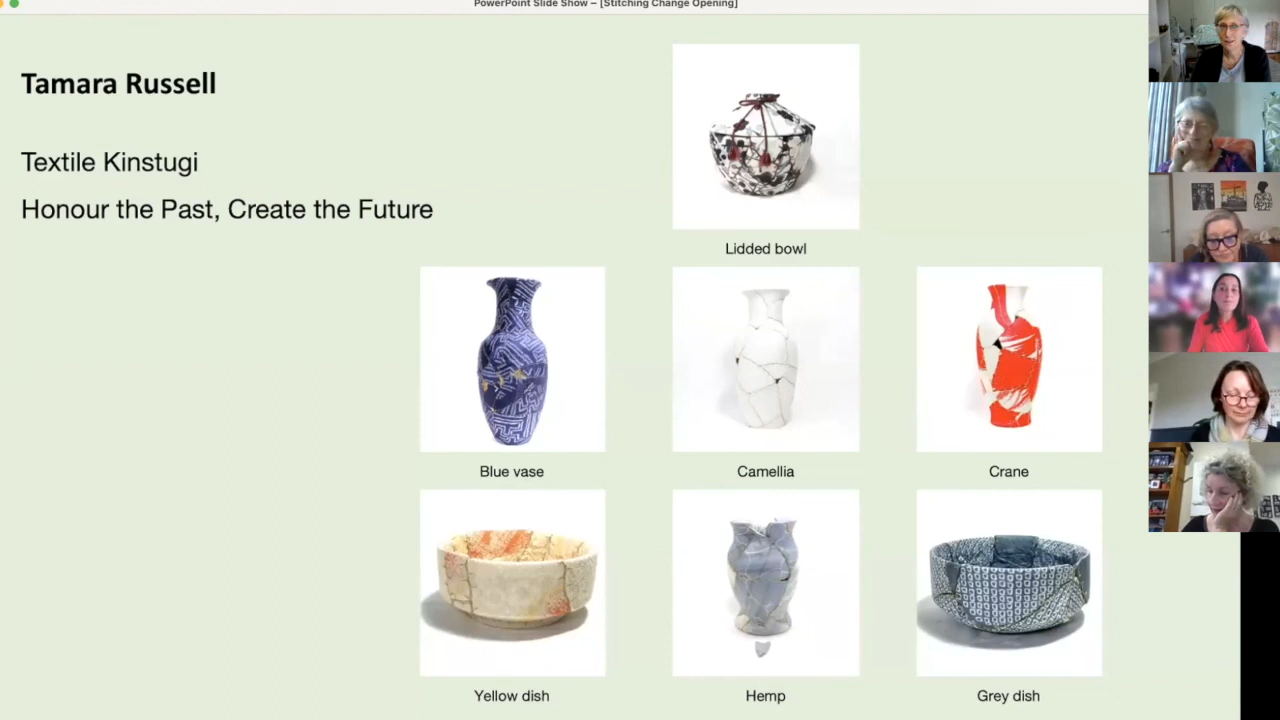 PowerPoint Slide Show – [Stitching Change Opening]
Tamara Russell
Textile Kinstugi
Honour the Past, Create the Future
Lidded bowl
Blue vase
Camellia
Crane
Yellow dish
Hemp
Grey dish